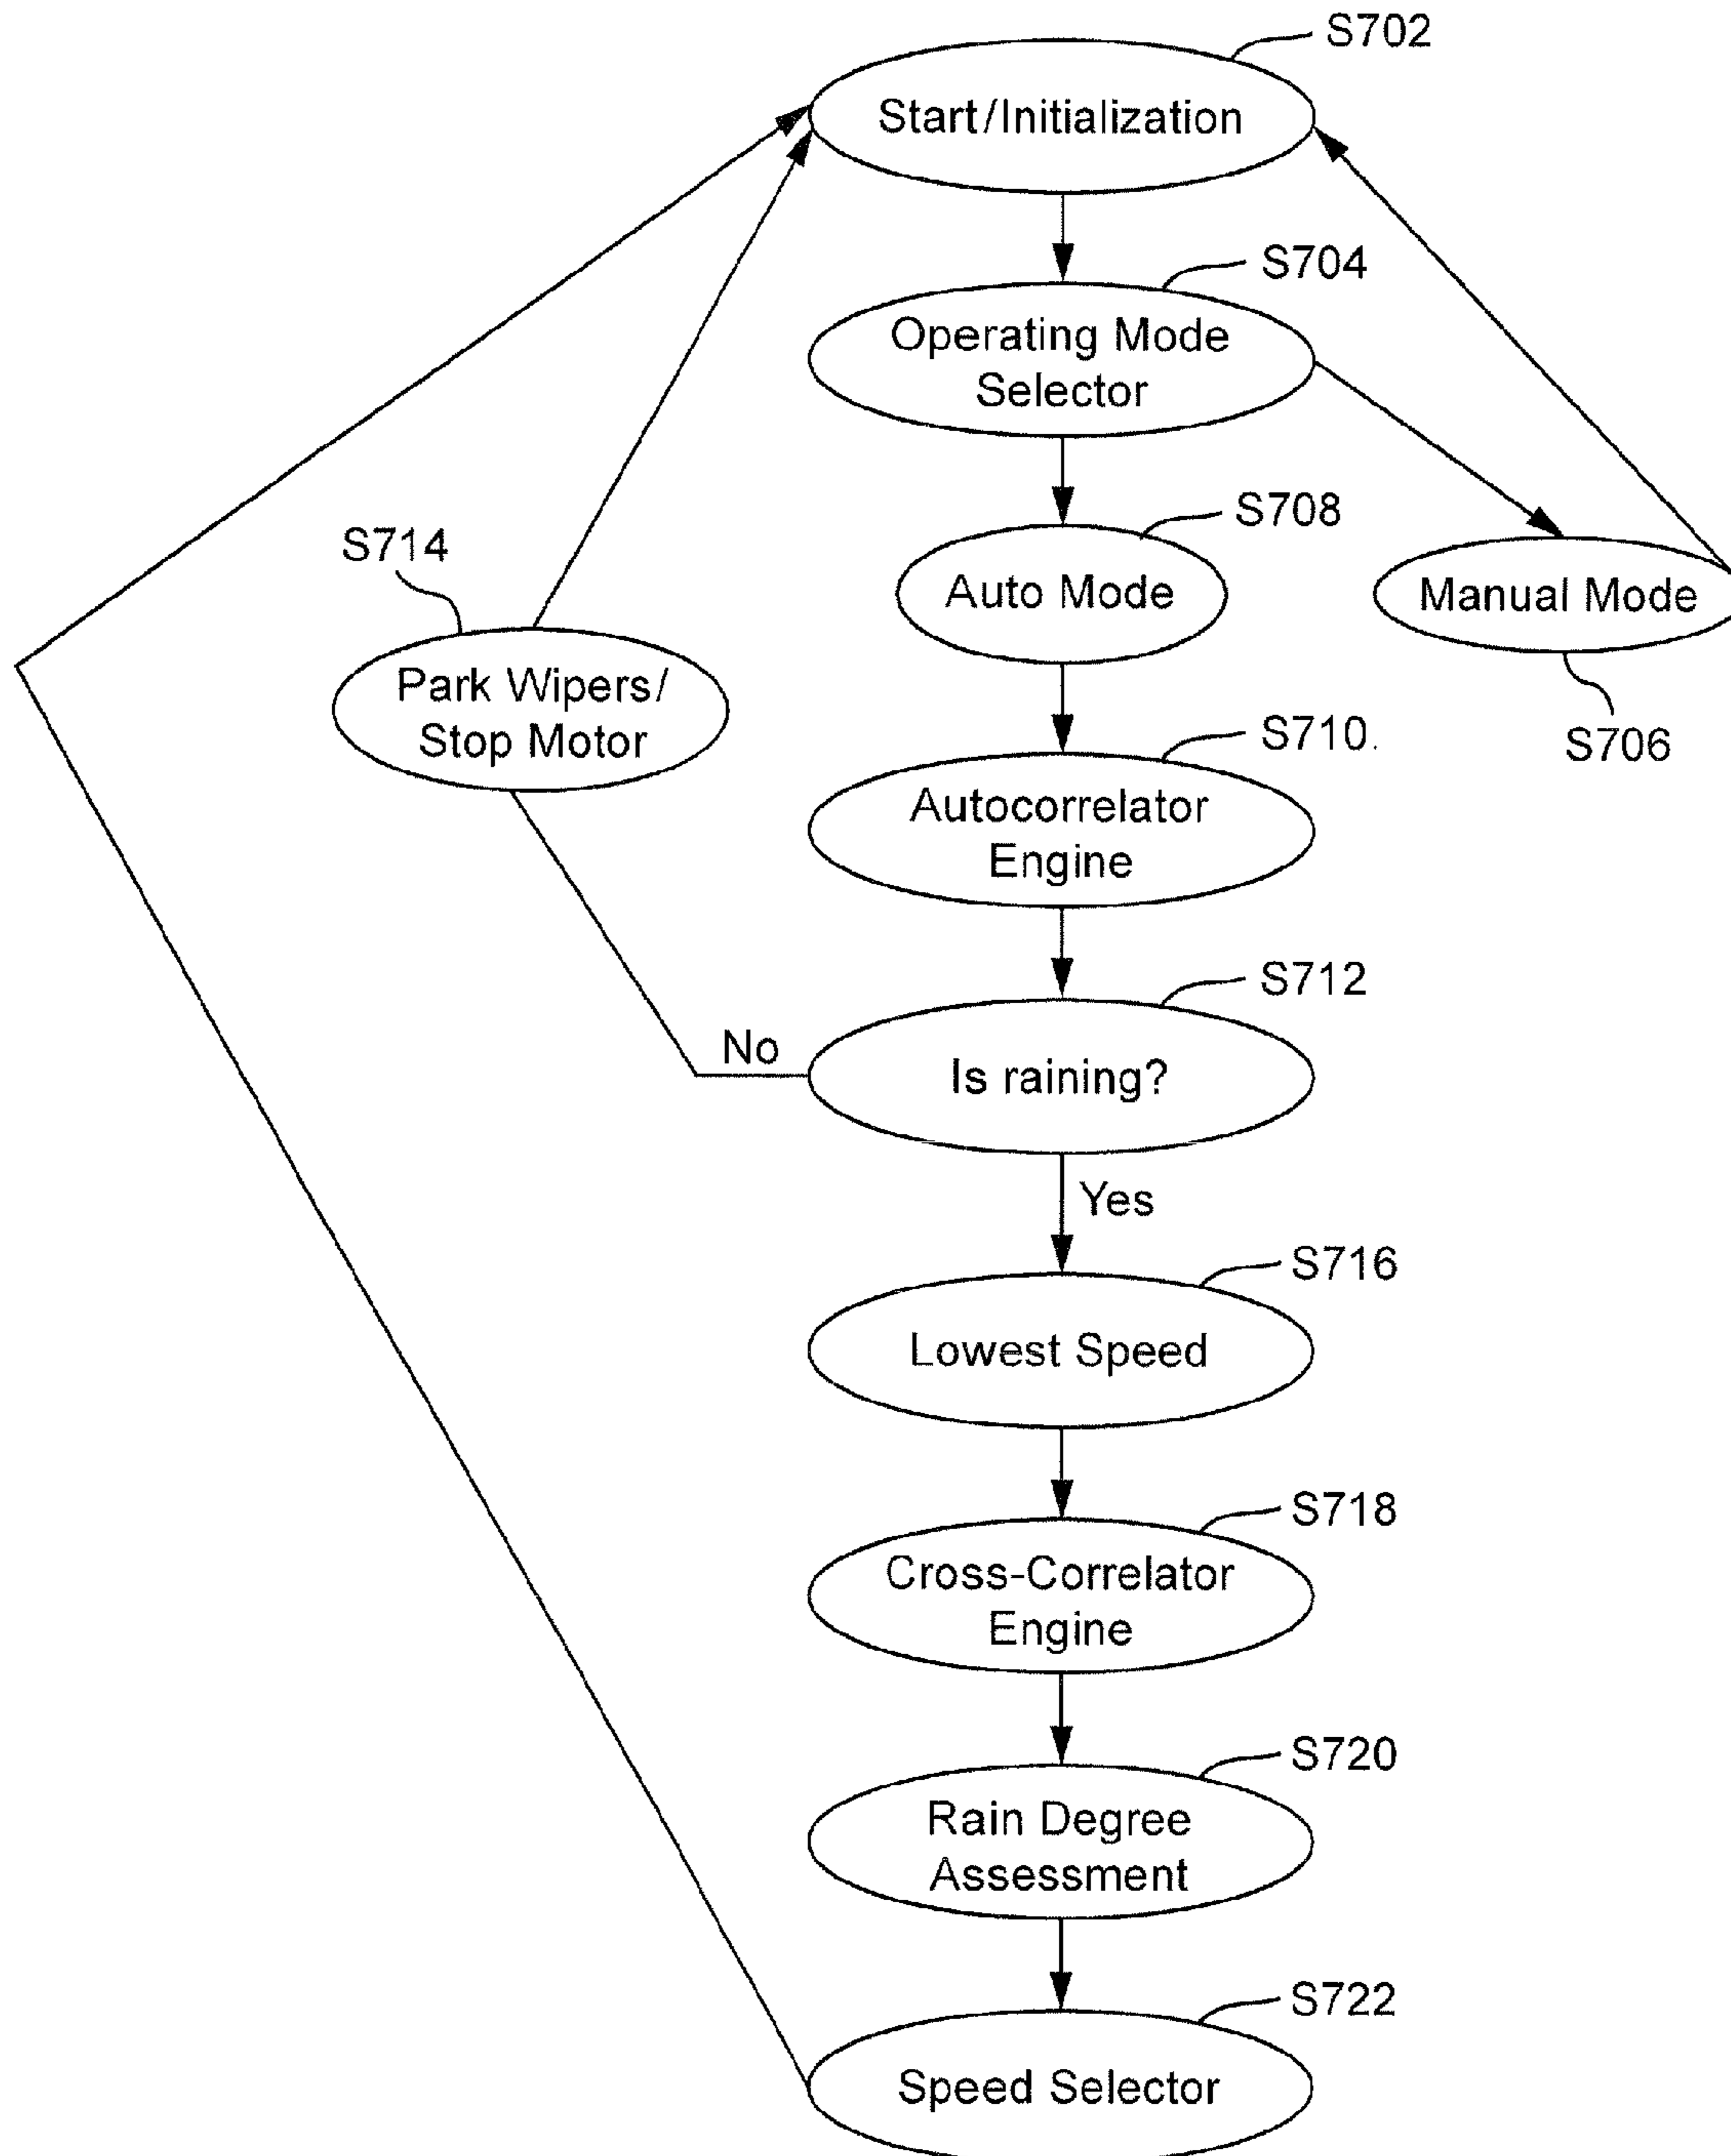 S702
Start/Initialization
S704
Operating Mode
Selector
S708
Auto Mode
Manual Mode
S706
S714
Park Wipers/
Stop Motor
S710.
Autocorrelator
Engine
S712
Is raining?
No
Yes
S716
Lowest Speed
S718
Cross-Correlator
Engine
S720
Rain Degree
Assessment
S722
Speed Selector